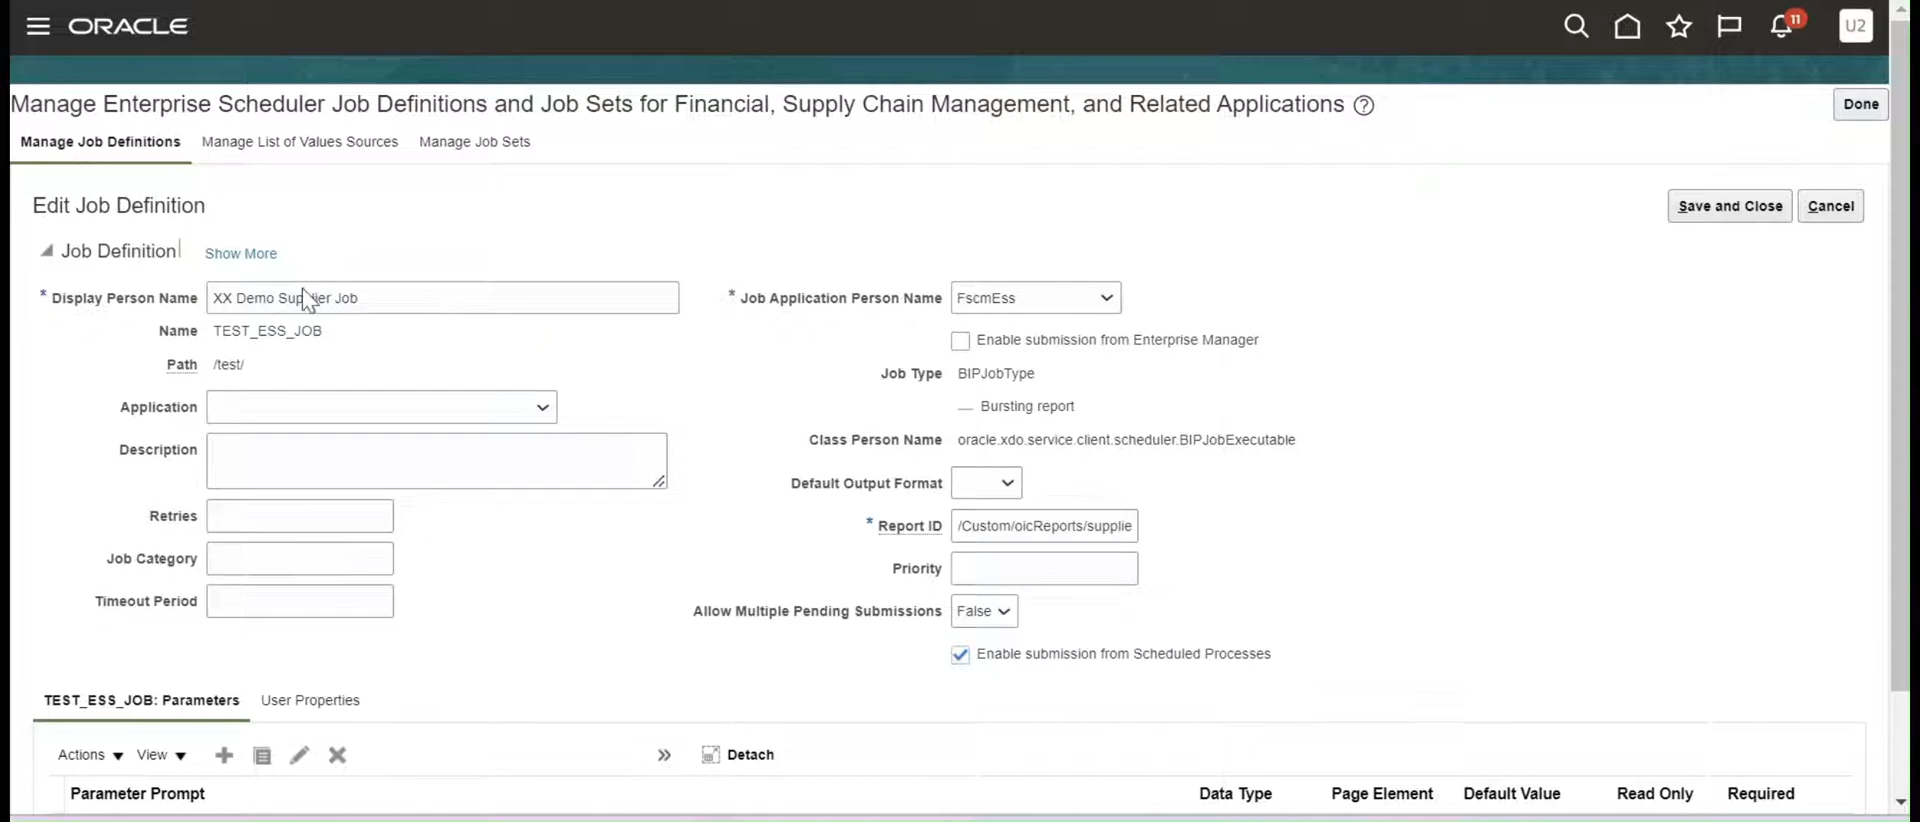 ORACLE
11
U2
Manage Enterprise Scheduler Job Definitions and Job Sets for Financial, Supply Chain Management, and Related Applications ?
Done
Manage Job Definitions Manage List of Values Sources Manage Job Sets
Edit Job Definition
Save and Close Cancel
Job Definition Show More
* Display Person Name XX Demo Supplier Job
* Job Application Person Name FscmEss
Name TEST_ESS_JOB
Enable submission from Enterprise Manager
Path /test/
Job Type BIPJobType
Application
Bursting report
Description
Class Person Name oracle.xdo.service.client.scheduler.BIPJobExecutable
Default Output Format
Retries
* Report ID /Custom/oicReports/supplie
Job Category
Priority
Timeout Period
Allow Multiple Pending Submissions False
Enable submission from Scheduled Processes
TEST_ESS_JOB: Parameters User Properties
Actions View » Detach
Parameter Prompt Data Type Page Element Default Value Read Only Required